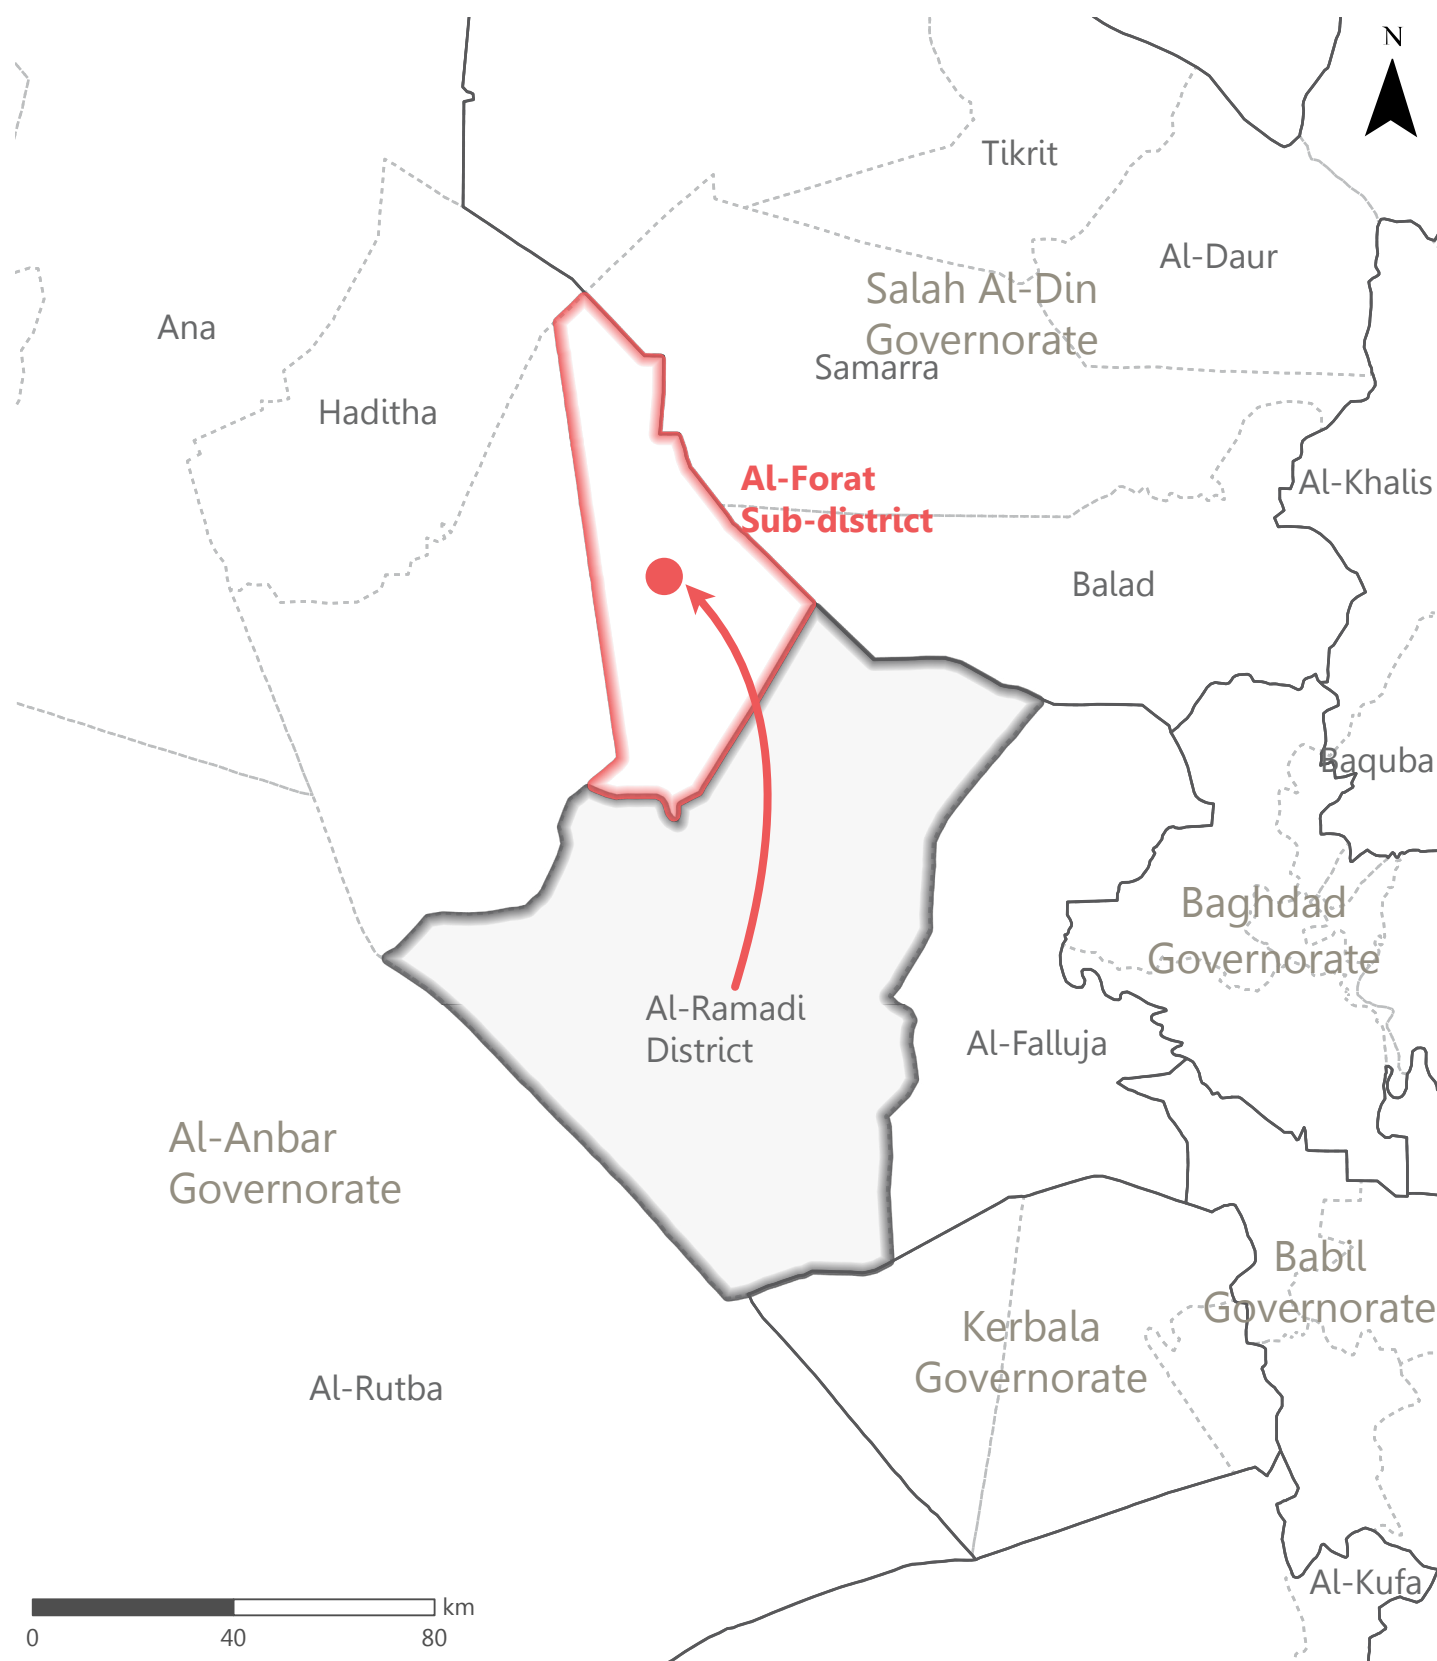 N
Tikrit
Al-Daur
Salah Al-Din
Governorate
Ana
Samarra
Haditha
Al-Forat
Sub-district
Al-Khalis
Balad
Baquba
Baghdad
Governorate
Al-Ramadi
District
Al-Falluja
Al-Anbar
Governorate
Babil
Governorate
Kerbala
Governorate
Al-Rutba
Al-Kufa
km
0 40 80